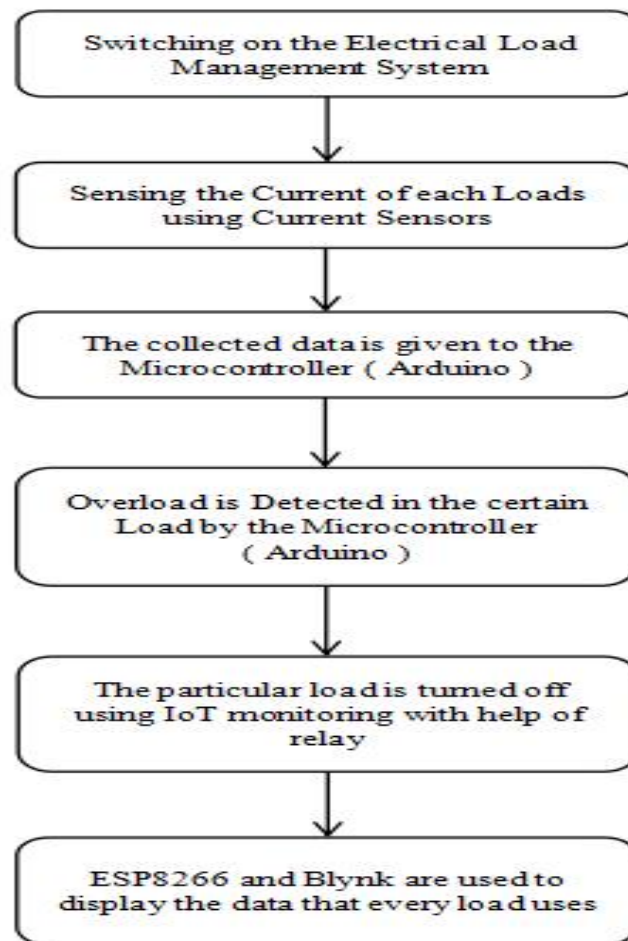 Switching on the Electrical Load
Management System
Sensing the Current of each Loads
using Current Sensors
The collected data is given to the
Microcontroller ( Arduino )
Overload is Detected in the certain
Load by the Microcontroller
( Arduino )
The particular load is turned off
using IoT monitoring with help of
relay
ESP8266 and Blynk are used to
display the data that every load uses